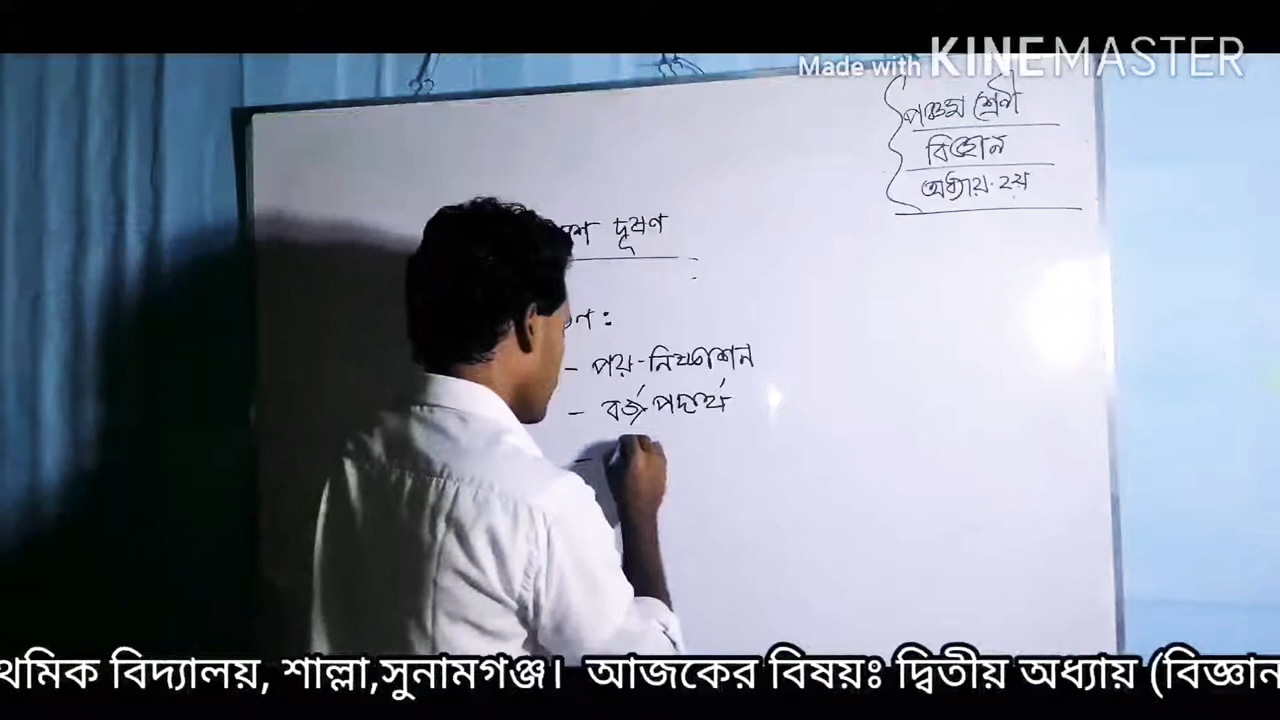 Made with KINEMASTER
পঞ্চম শ্রেণী
বিজ্ঞান
অধ্যায়-২য়
দূষণ
- পয়-নিষ্কাশন
- বর্জ্য পদার্থ
-
থমিক বিদ্যালয়, শাল্লা,সুনামগঞ্জ। আজকের বিষয়ঃ দ্বিতীয় অধ্যায় (বিজ্ঞান